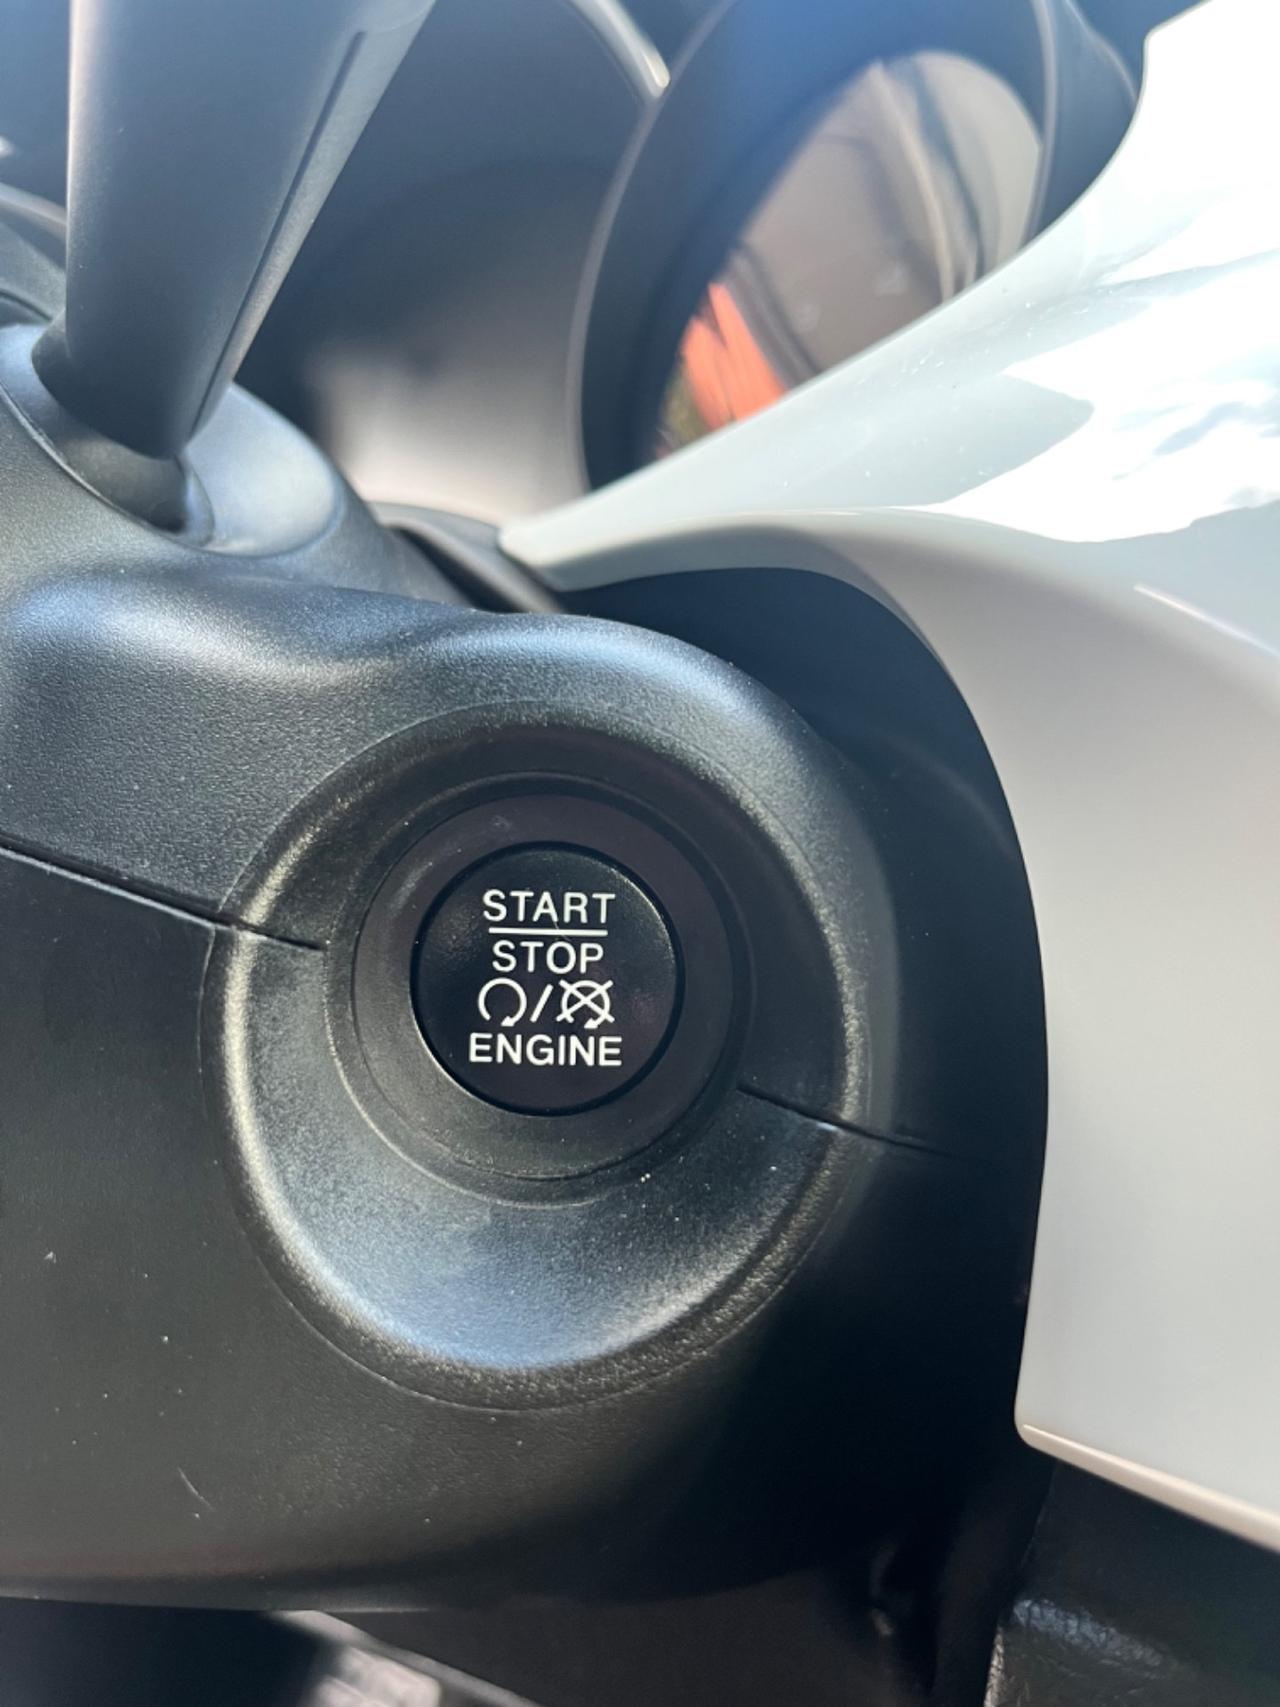 START
STOP
/
ENGINE